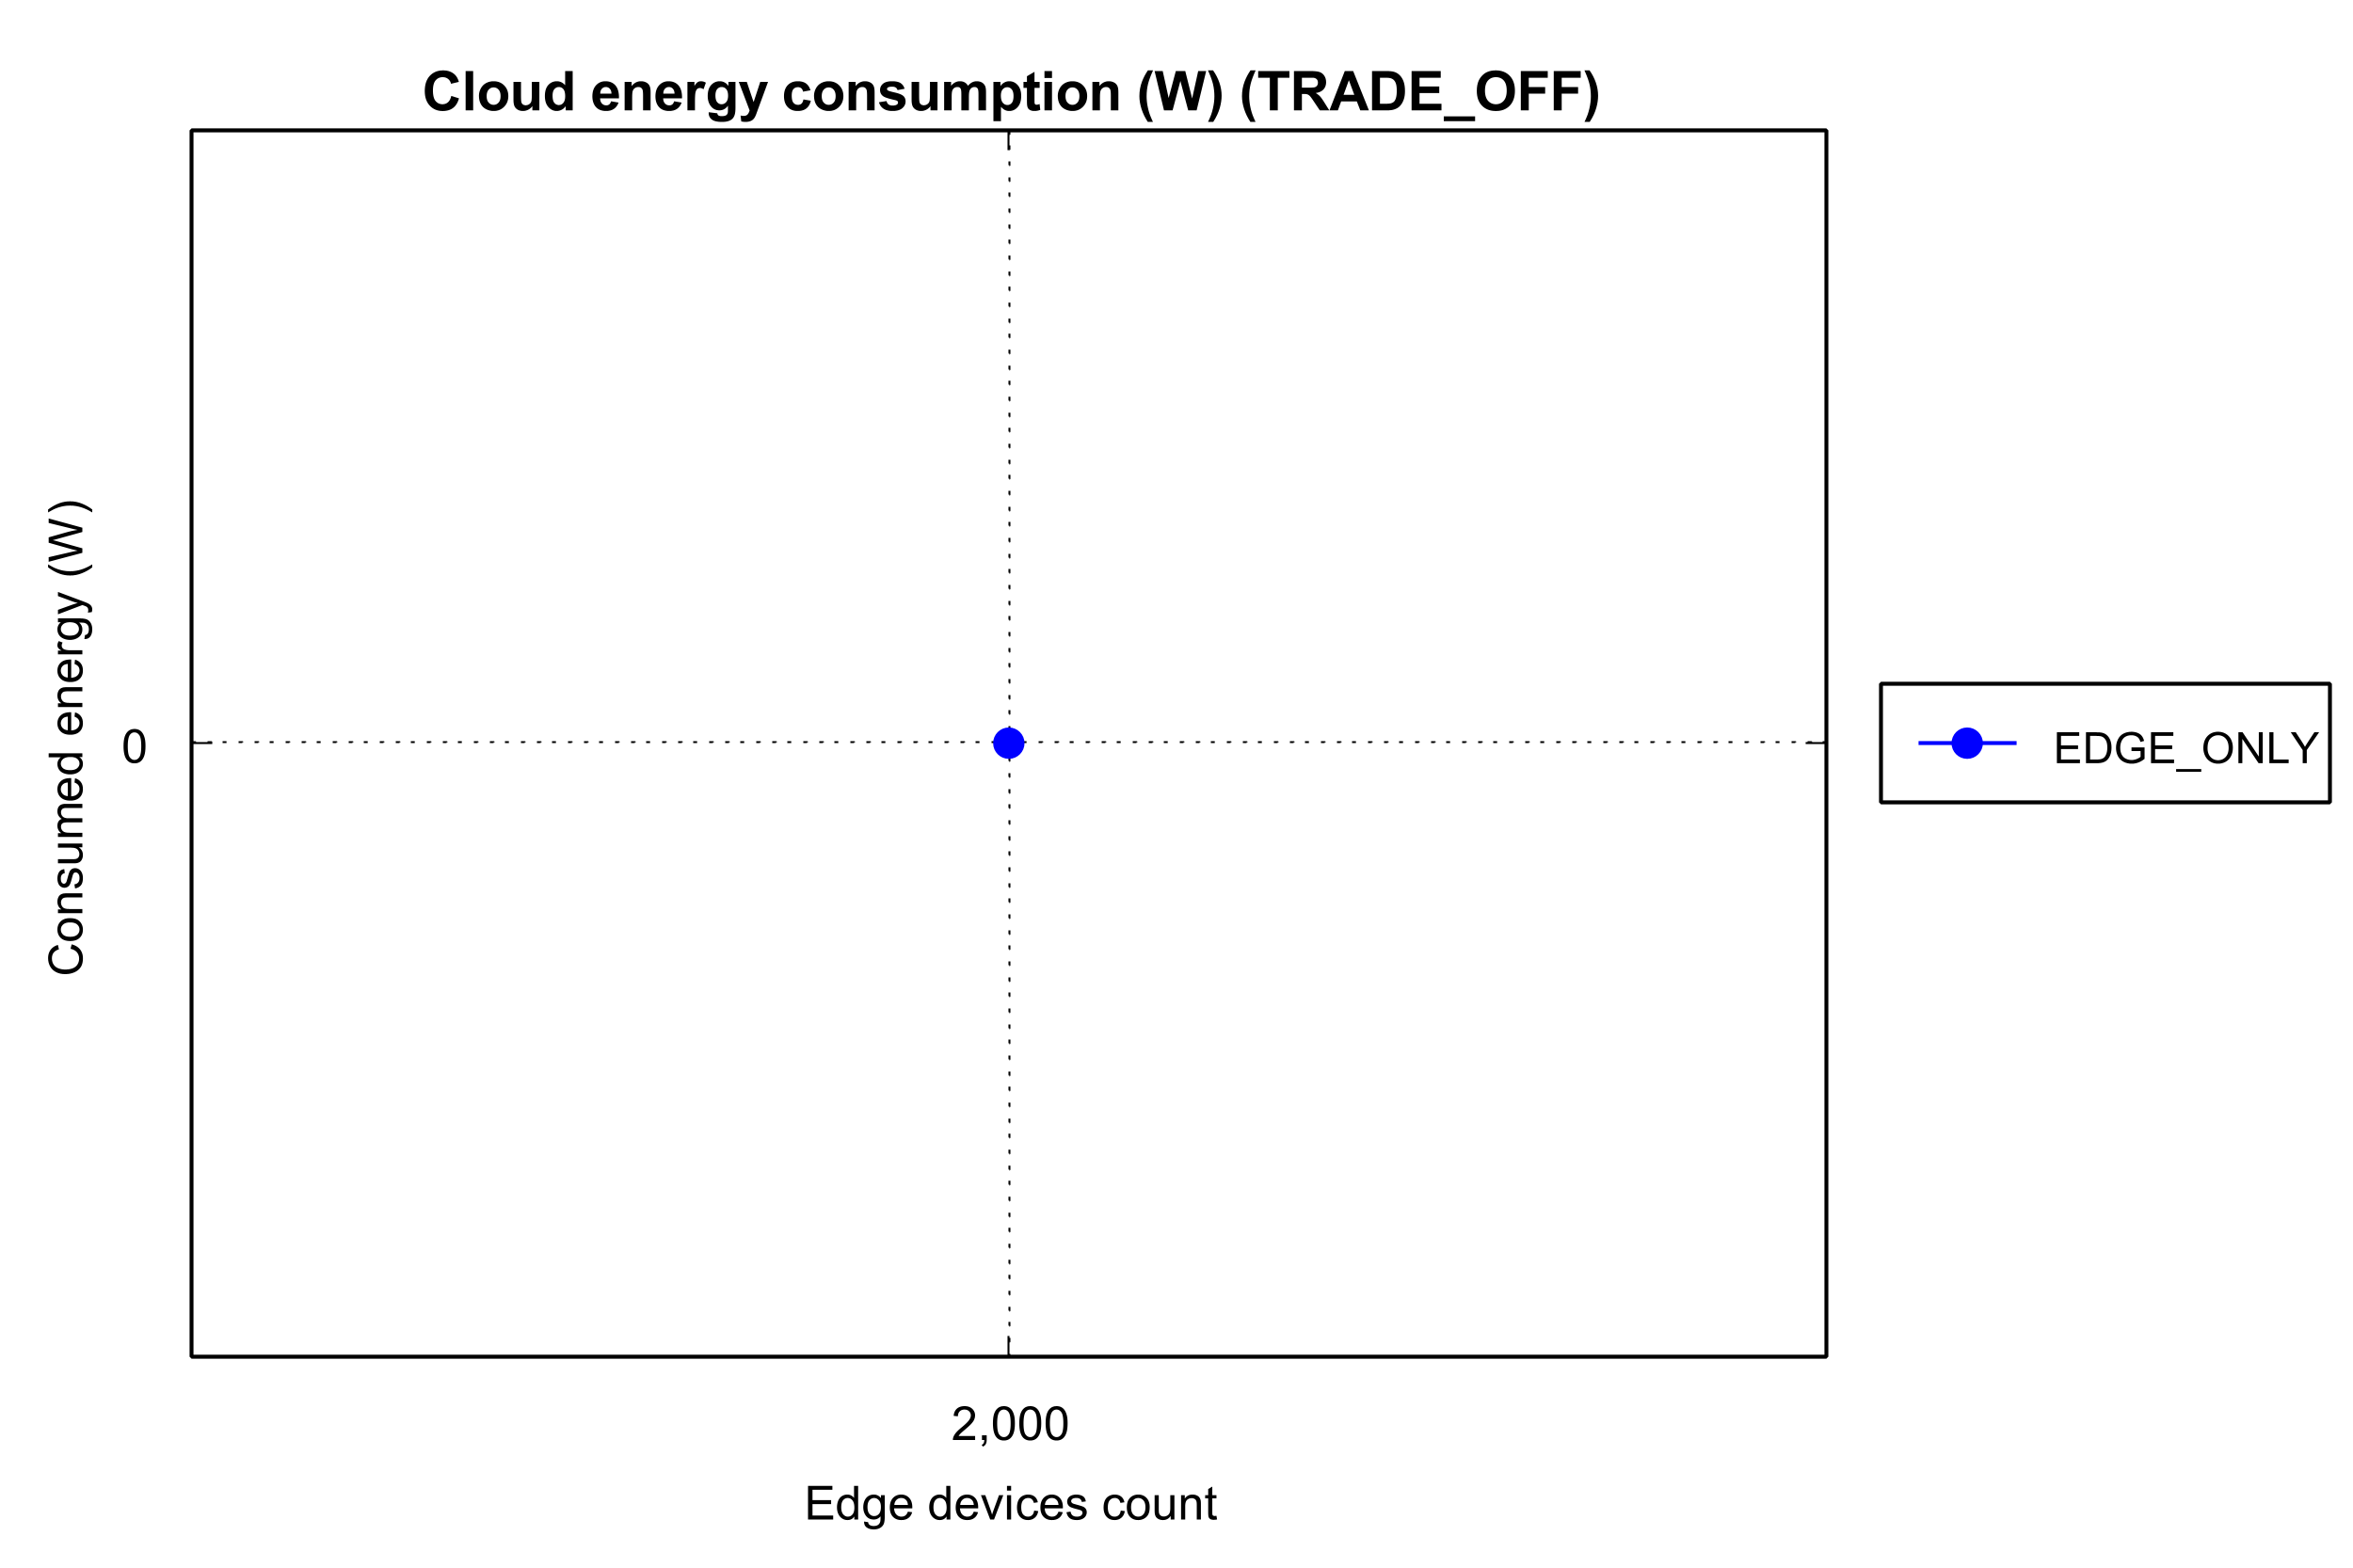 Cloud energy consumption (W) (TRADE_OFF)
Consumed energy (W)
0
EDGE_ONLY
2,000
Edge devices count